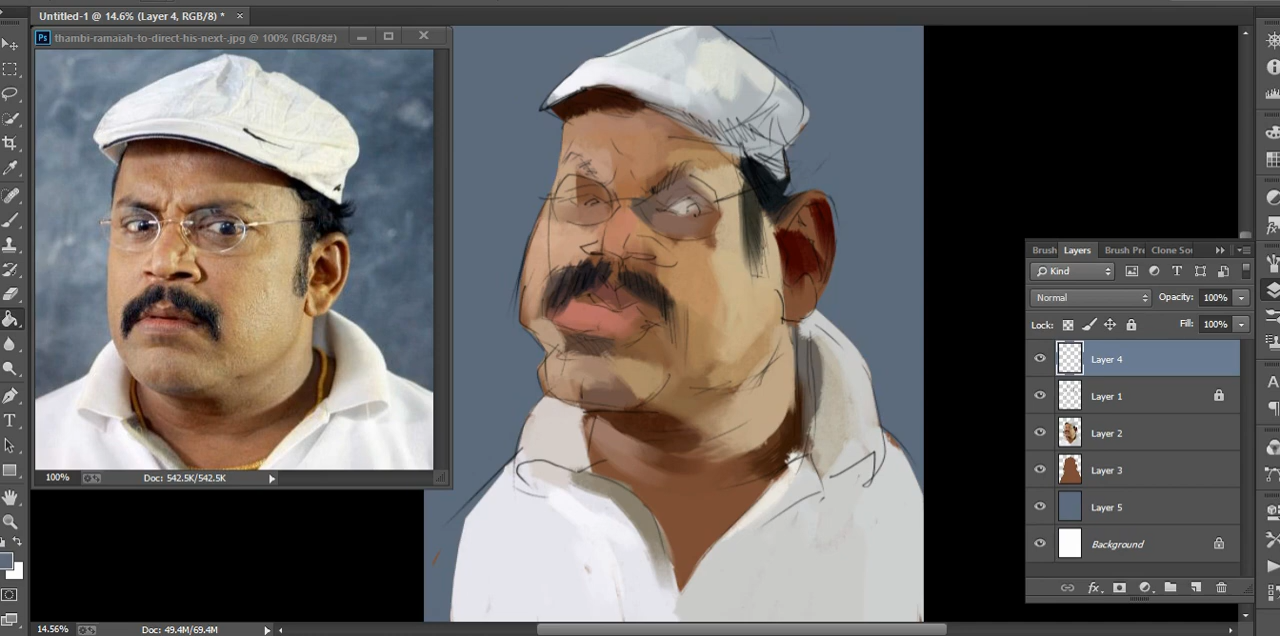 Untitled-1 @ 14.6% (Layer 4, RGB/8) * ×
Ps thambi-ramaiah-to-direct-his-next-.jpg @ 100% (RGB/8#)
100% Doc: 542.5K/542.5K
Brush Layers Brush Pre Clone Sou
Kind T
Normal Opacity: 100%
Lock: Fill: 100%
Layer 4
Layer 1
Layer 2
Layer 3
Layer 5
Background
fx
14.56% Doc: 49.4M/69.4M